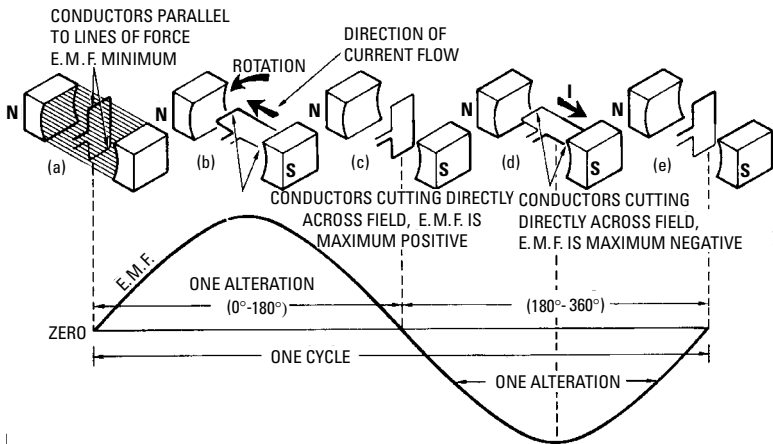 CONDUCTORS PARALLEL
TO LINES OF FORCE
E.M.F. MINIMUM
DIRECTION OF
CURRENT FLOW
ROTATION
I
N
N
N
N
N
S
S
S
S
(a)
(b)
(c)
(d)
(e)
CONDUCTORS CUTTING DIRECTLY
ACROSS FIELD, E.M.F. IS
MAXIMUM POSITIVE
CONDUCTORS CUTTING
DIRECTLY ACROSS FIELD,
E.M.F. IS MAXIMUM NEGATIVE
E.M.F.
ONE ALTERATION
(0°-180°)
(180°-360°)
ZERO
ONE CYCLE
ONE ALTERATION